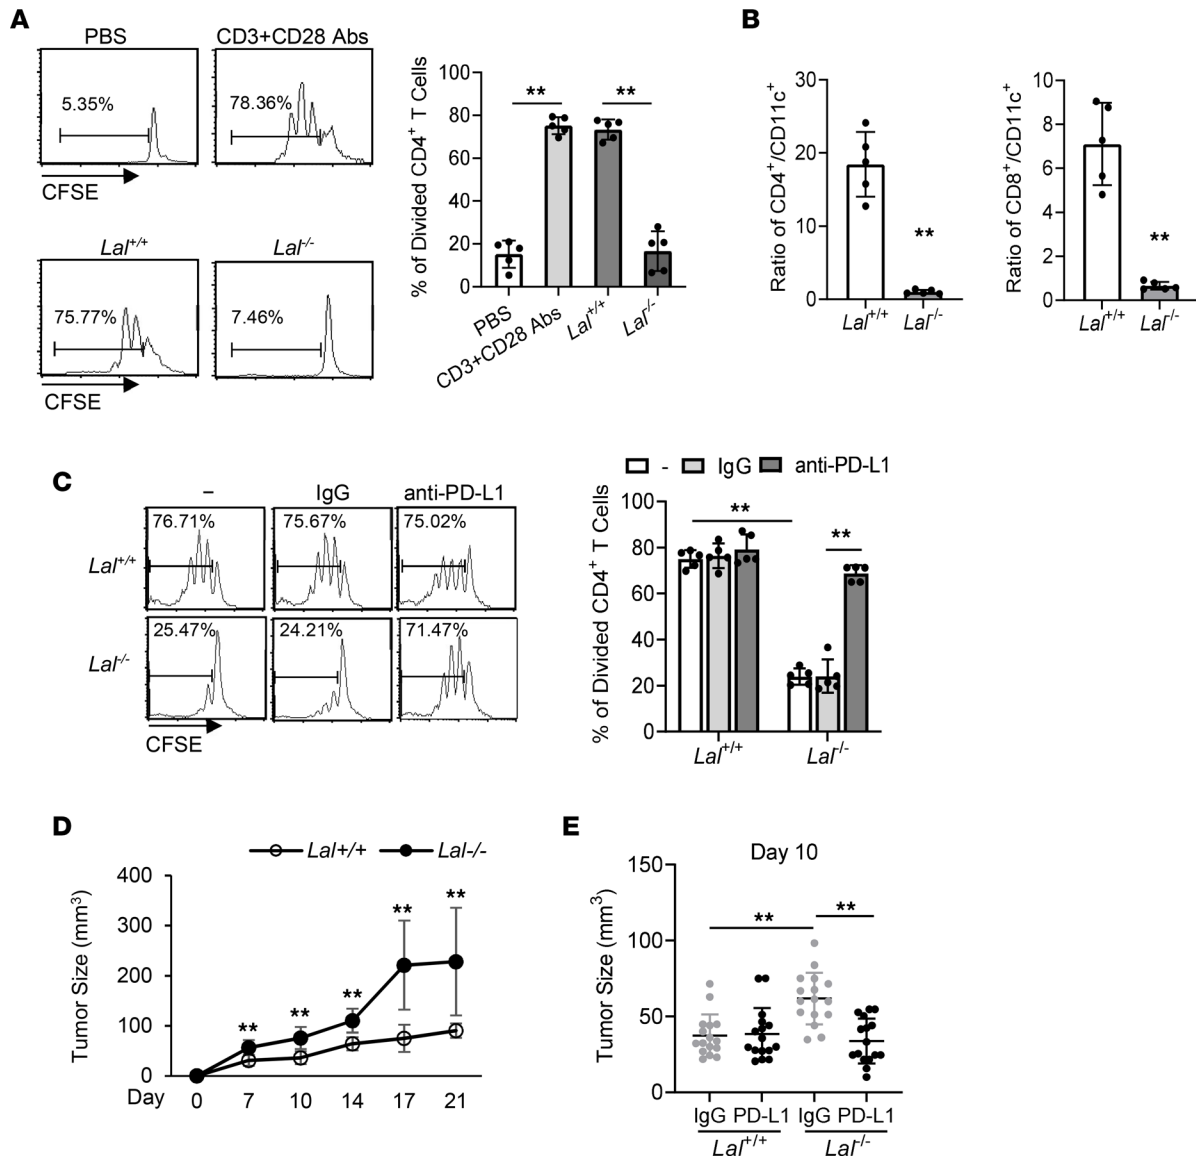 A
PBS
CD3+CD28 Abs
5.35%
78.36%
CFSE
Lal+/+
Lal-/-
75.77%
7.46%
CFSE
% of Divided CD4+ T Cells
100
80
60
40
20
0
**
**
PBS
CD3+CD28 Abs
Lal+/+
Lal-/-
B
Ratio of CD4+/CD11c+
30
20
10
0
**
Lal+/+
Lal-/-
Ratio of CD8+/CD11c+
10
8
6
4
2
0
**
Lal+/+
Lal-/-
C
–
IgG
anti-PD-L1
Lal+/+
76.71%
75.67%
75.02%
Lal-/-
25.47%
24.21%
71.47%
CFSE
- IgG anti-PD-L1
% of Divided CD4+ T Cells
100
80
60
40
20
0
**
**
Lal+/+
Lal-/-
D
Lal+/+ Lal-/-
Tumor Size (mm3)
400
300
200
100
0
**
**
**
**
**
Day 0 7 10 14 17 21
E
Day 10
Tumor Size (mm3)
150
100
50
0
**
**
IgG PD-L1 IgG PD-L1
Lal+/+ Lal-/-